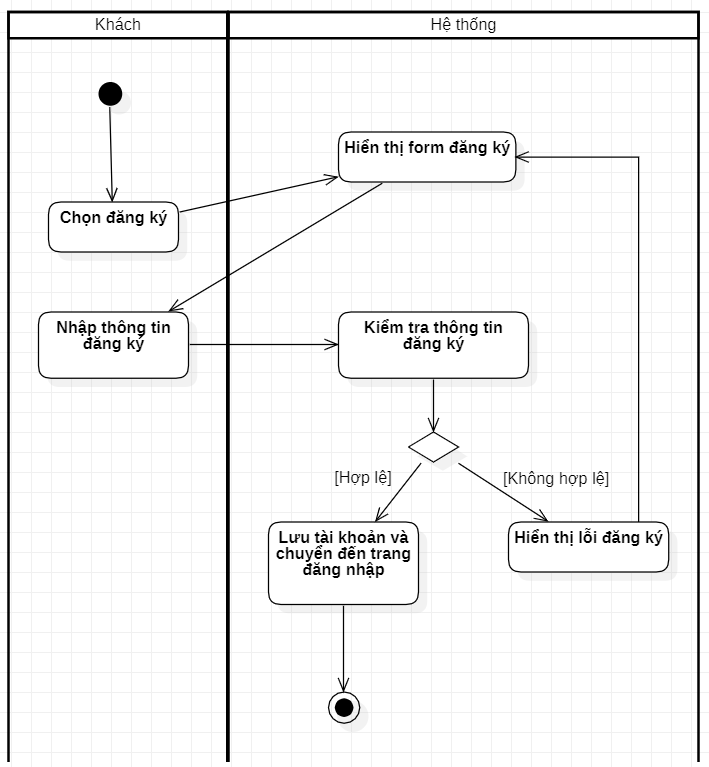 Khách
Hệ thống
Hiển thị form đăng ký
Chọn đăng ký
Nhập thông tin
đăng ký
Kiểm tra thông tin
đăng ký
[Hợp lệ]
[Không hợp lệ]
Lưu tài khoản và
chuyển đến trang
đăng nhập
Hiển thị lỗi đăng ký